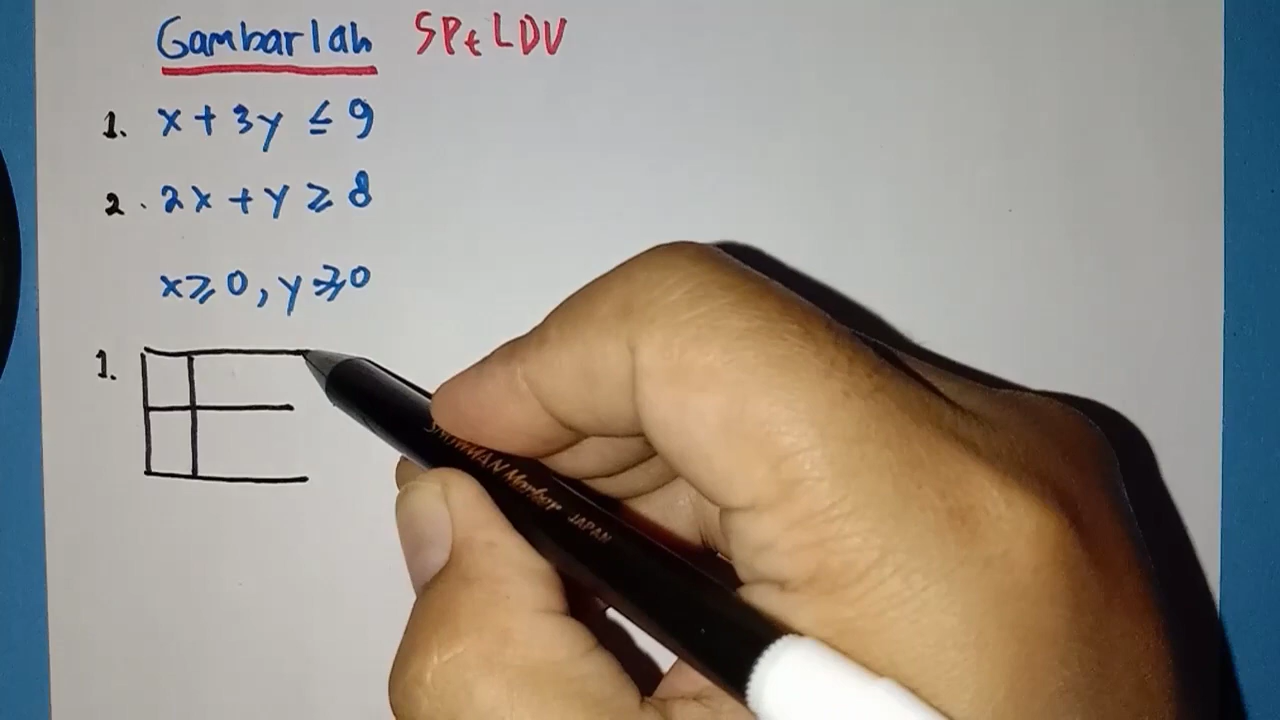 Gambarlah SPtLDV
1. x + 3y ≤ 9
2. 2x + y ≥ 8
x ≥ 0, y ≥ 0
1.
SNOWMAN Marker JAPAN